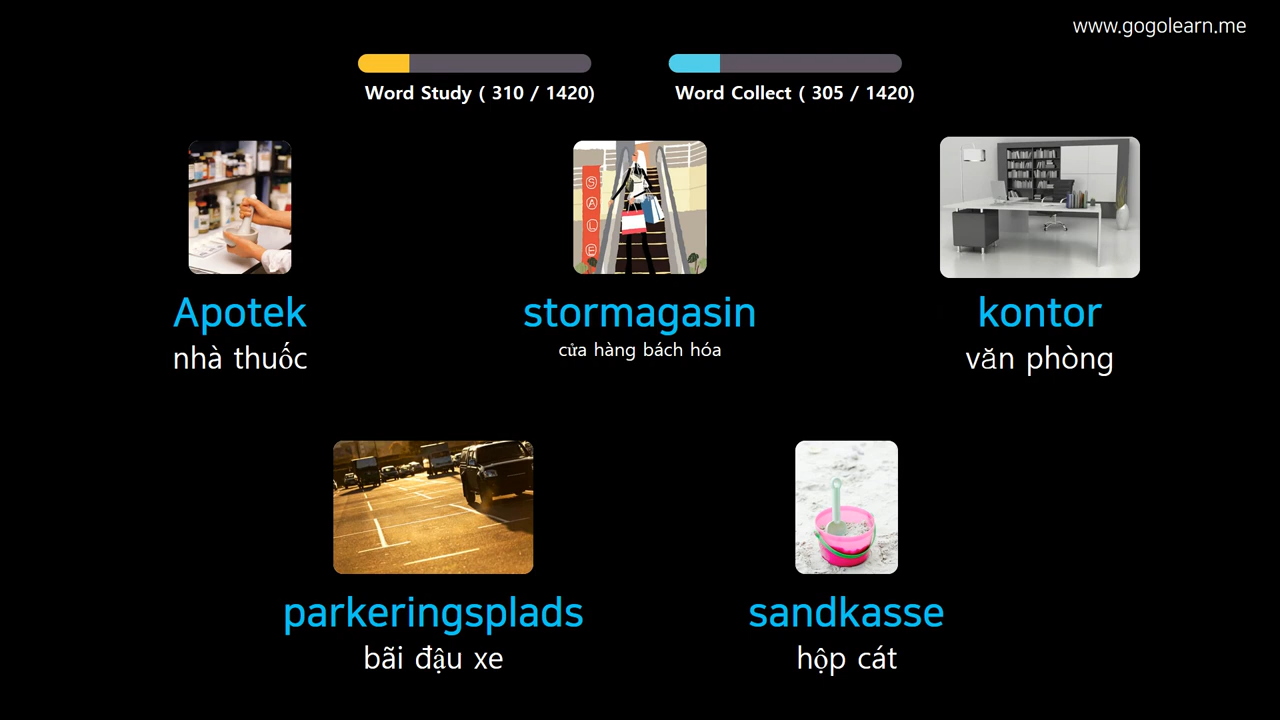 www.gogolearn.me
Word Study ( 310 / 1420)
Word Collect ( 305 / 1420)
SALE
Apotek
nhà thuốc
stormagasin
cửa hàng bách hóa
kontor
văn phòng
parkeringsplads
bãi đậu xe
sandkasse
hộp cát